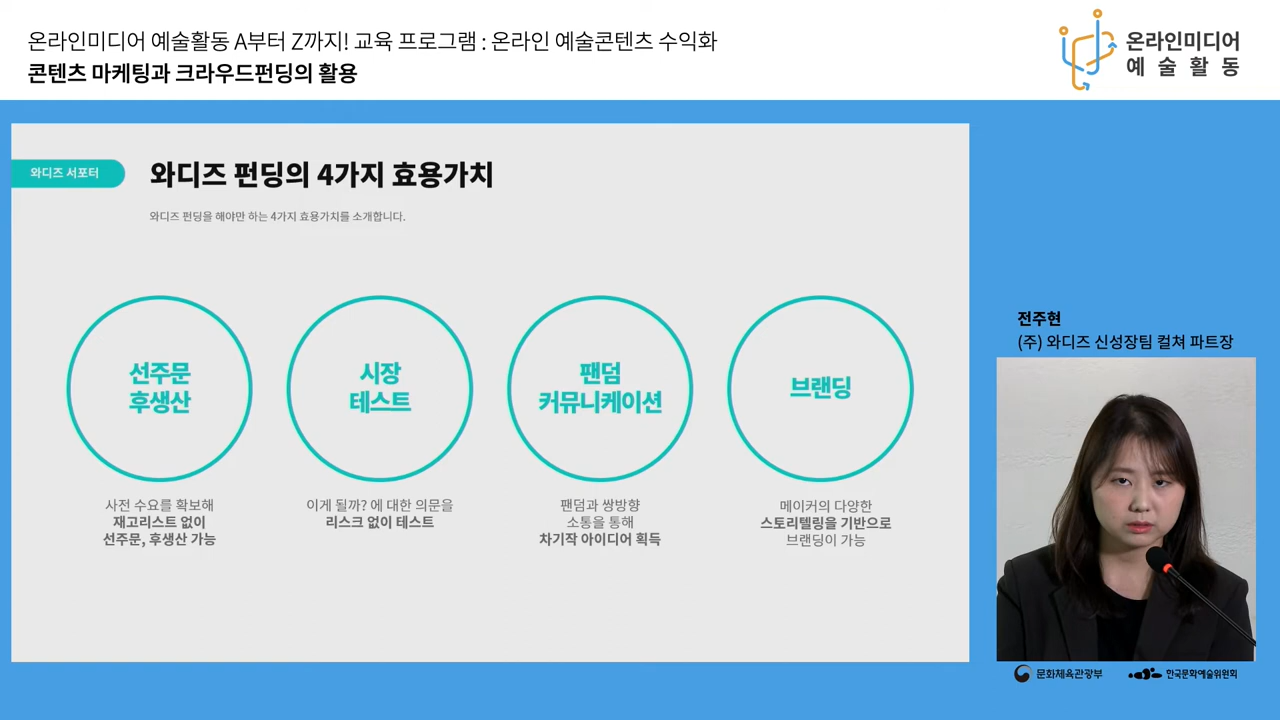 온라인미디어 예술활동 A부터 Z까지! 교육 프로그램 : 온라인 예술콘텐츠 수익화
콘텐츠 마케팅과 크라우드펀딩의 활용
온라인미디어
예술활동
와디즈 서포터
와디즈 펀딩의 4가지 효용가치
와디즈 펀딩을 해야만 하는 4가지 효용가치를 소개합니다.
선주문
후생산
사전 수요를 확보해
재고리스트 없이
선주문, 후생산 가능
시장
테스트
이게 될까? 에 대한 의문을
리스크 없이 테스트
팬덤
커뮤니케이션
팬덤과 쌍방향
소통을 통해
차기작 아이디어 획득
브랜딩
메이커의 다양한
스토리텔링을 기반으로
브랜딩이 가능
전주현
(주) 와디즈 신성장팀 컬쳐 파트장
문화체육관광부
한국문화예술위원회